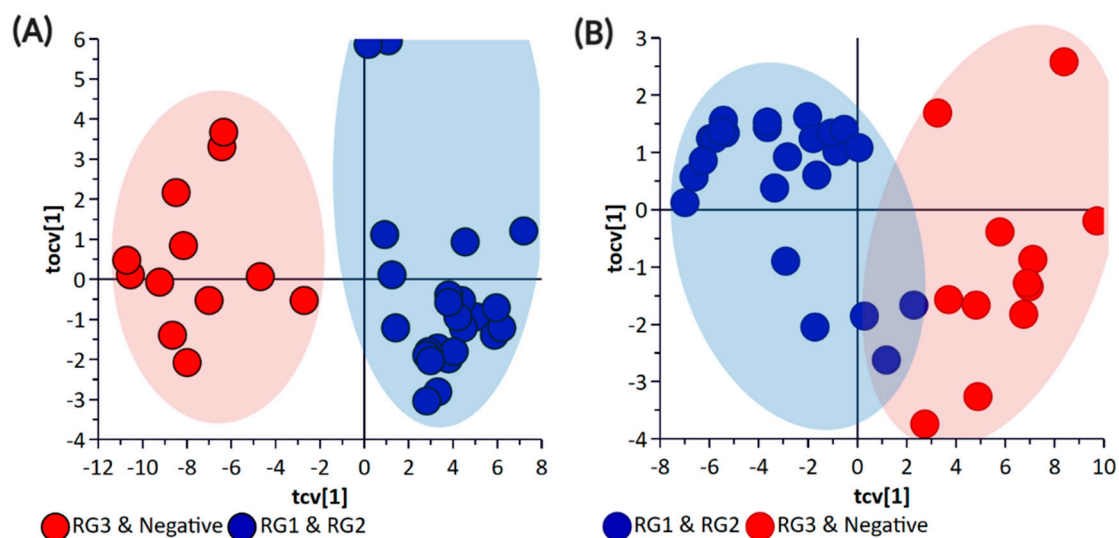 (A)
6
5
4
3
2
1
0
-1
-2
-3
-4
tocv[1]
-12 -10 -8 -6 -4 -2 0 2 4 6 8
tcv[1]
RG3 & Negative RG1 & RG2
(B)
3
2
1
0
-1
-2
-3
-4
tocv[1]
-8 -6 -4 -2 0 2 4 6 8 10
tcv[1]
RG1 & RG2 RG3 & Negative